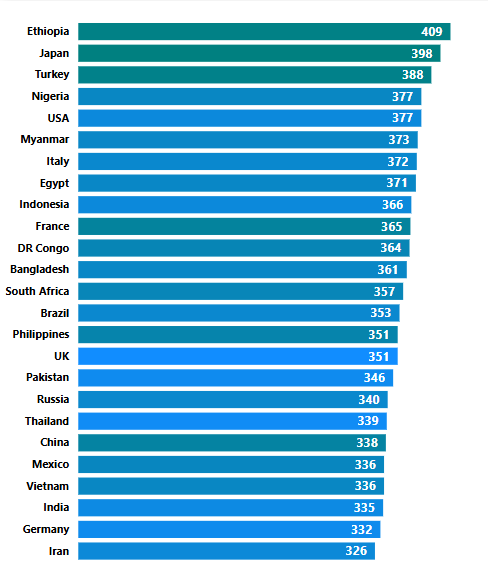 Ethiopia 409
Japan 398
Turkey 388
Nigeria 377
USA 377
Myanmar 373
Italy 372
Egypt 371
Indonesia 366
France 365
DR Congo 364
Bangladesh 361
South Africa 357
Brazil 353
Philippines 351
UK 351
Pakistan 346
Russia 340
Thailand 339
China 338
Mexico 336
Vietnam 336
India 335
Germany 332
Iran 326